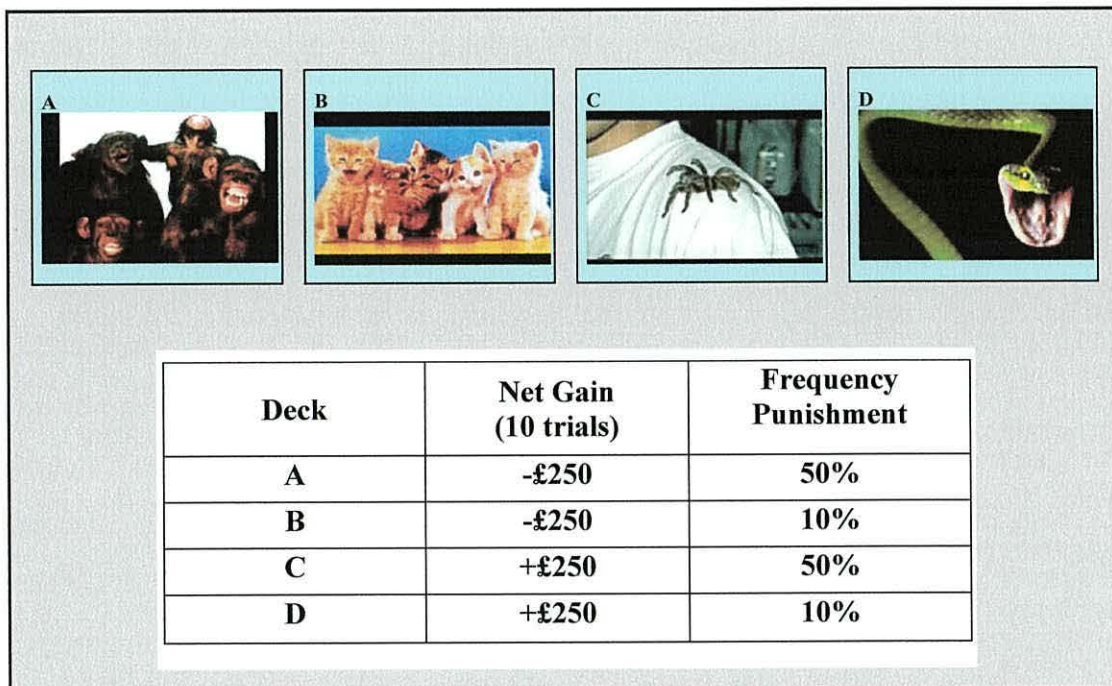 A
B
C
D
Deck Net Gain (10 trials) Frequency Punishment
A -£250 50%
B -£250 10%
C +£250 50%
D +£250 10%